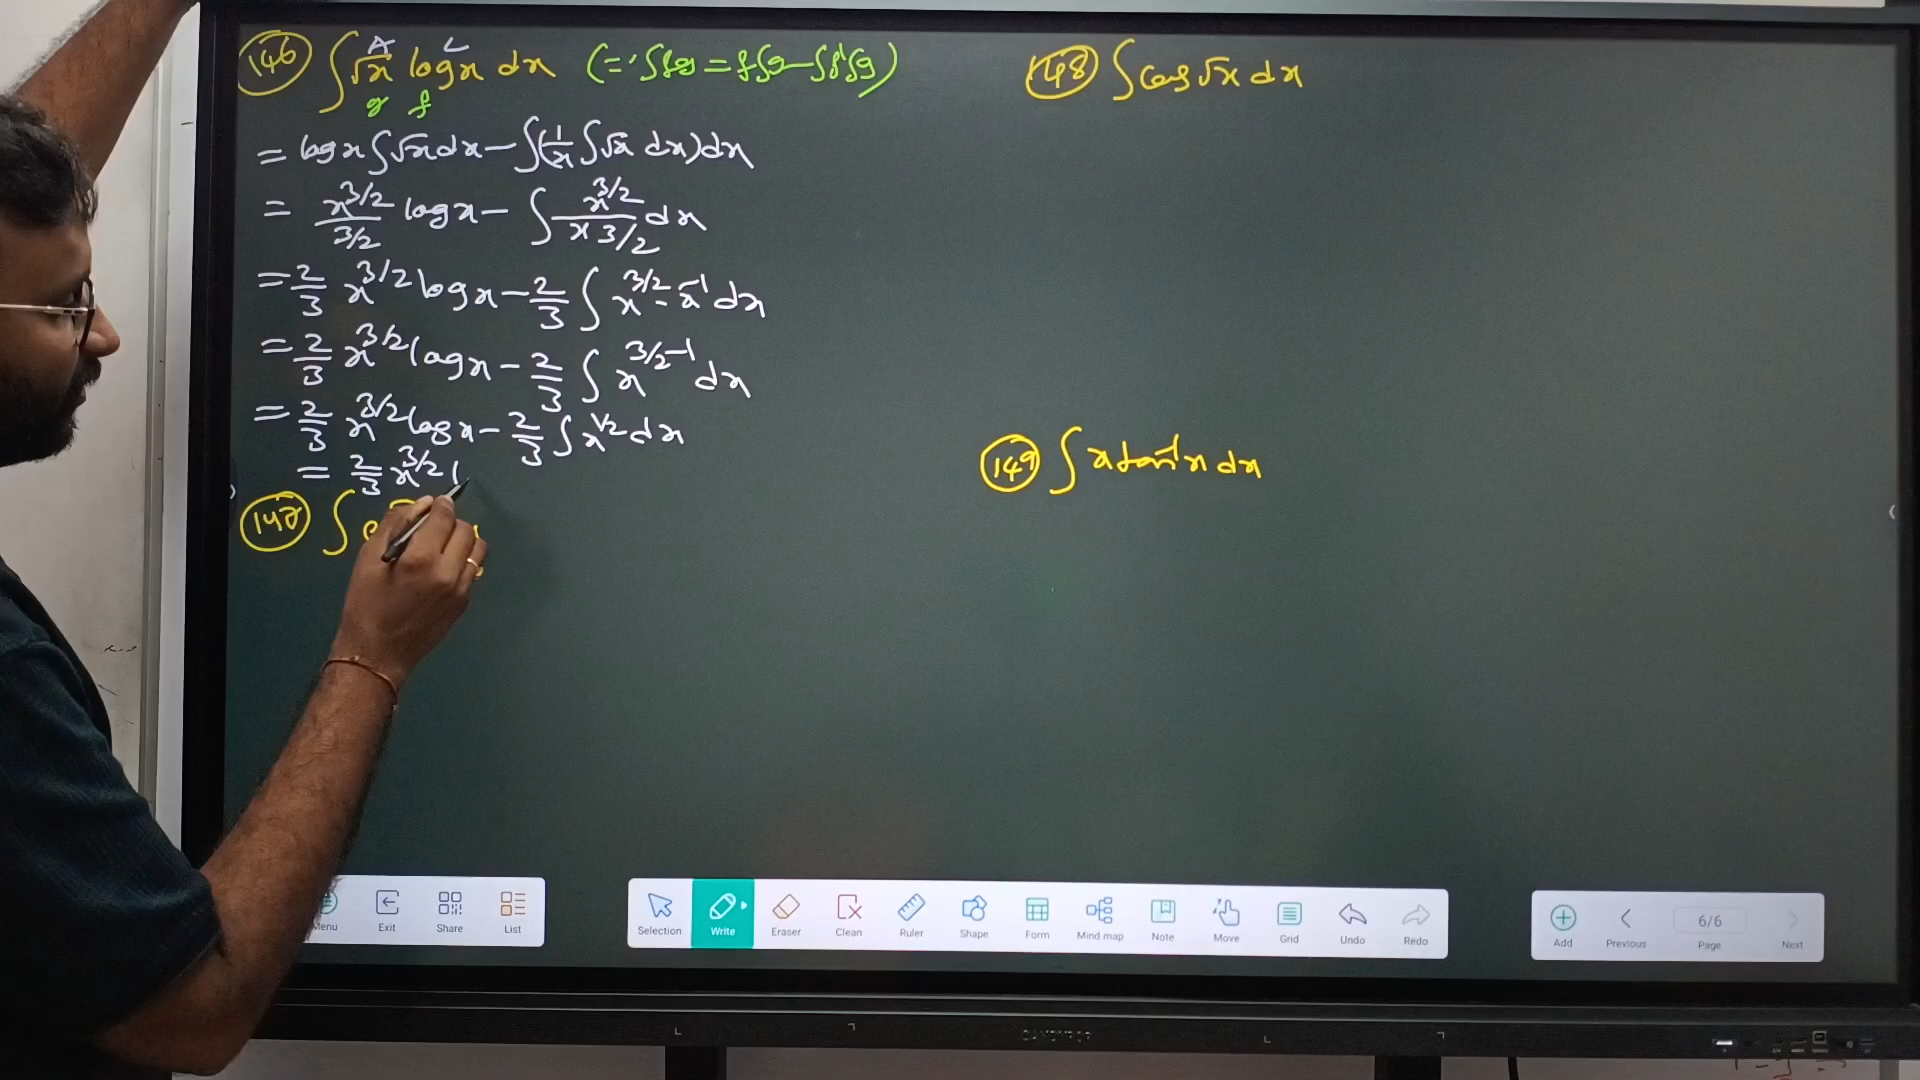 146 ∫√x log x dx (∵ ∫fg = f∫g − ∫f'∫g)
A L
g f
= log x ∫√x dx − ∫(1/x ∫√x dx) dx
= x^3/2 / 3/2 log x − ∫ x^3/2 / x 3/2 dx
= 2/3 x^3/2 log x − 2/3 ∫ x^3/2 · x^-1 dx
= 2/3 x^3/2 log x − 2/3 ∫ x^3/2-1 dx
= 2/3 x^3/2 log x − 2/3 ∫ x^1/2 dx
= 2/3 x^3/2 l
147 ∫
148 ∫cos √x dx
149 ∫x tan^-1 x dx
Menu Exit Share List
Selection Write Eraser Clean Ruler Shape Form Mind map Note Move Grid Undo Redo
6/6
Add Previous Page Next